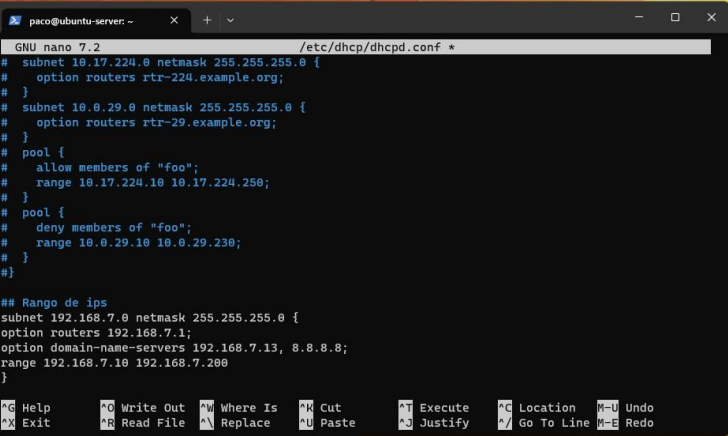 paco@ubuntu-server: ~
GNU nano 7.2 /etc/dhcp/dhcpd.conf *
#  subnet 10.17.224.0 netmask 255.255.255.0 {
#    option routers rtr-224.example.org;
#  }
#  subnet 10.0.29.0 netmask 255.255.255.0 {
#    option routers rtr-29.example.org;
#  }
#  pool {
#    allow members of "foo";
#    range 10.17.224.10 10.17.224.250;
#  }
#  pool {
#    deny members of "foo";
#    range 10.0.29.10 10.0.29.230;
#  }
#}
## Rango de ips
subnet 192.168.7.0 netmask 255.255.255.0 {
option routers 192.168.7.1;
option domain-name-servers 192.168.7.13, 8.8.8.8;
range 192.168.7.10 192.168.7.200
}
^G Help ^O Write Out ^W Where Is ^K Cut ^T Execute ^C Location M-U Undo
^X Exit ^R Read File ^\ Replace ^U Paste ^J Justify ^/ Go To Line M-E Redo